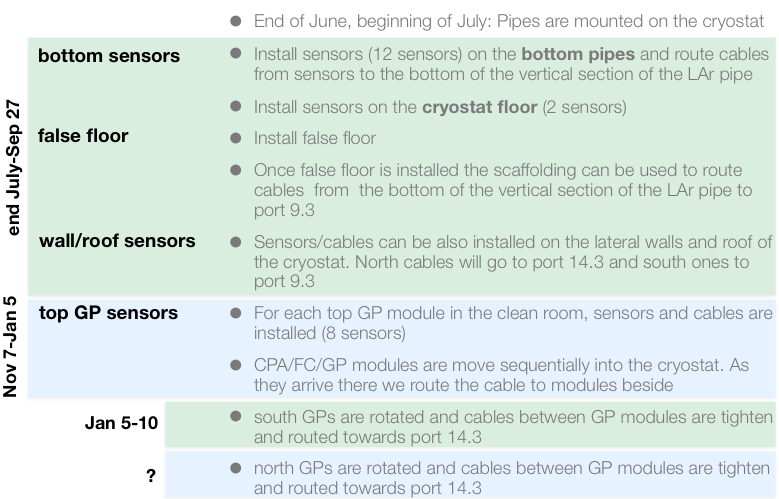 ● End of June, beginning of July: Pipes are mounted on the cryostat
end July-Sep 27
bottom sensors
● Install sensors (12 sensors) on the bottom pipes and route cables
from sensors to the bottom of the vertical section of the LAr pipe
● Install sensors on the cryostat floor (2 sensors)
false floor
● Install false floor
● Once false floor is installed the scaffolding can be used to route
cables from the bottom of the vertical section of the LAr pipe to
port 9.3
wall/roof sensors
● Sensors/cables can be also installed on the lateral walls and roof of
the cryostat. North cables will go to port 14.3 and south ones to
port 9.3
Nov 7-Jan 5
top GP sensors
● For each top GP module in the clean room, sensors and cables are
installed (8 sensors)
● CPA/FC/GP modules are move sequentially into the cryostat. As
they arrive there we route the cable to modules beside
Jan 5-10
● south GPs are rotated and cables between GP modules are tighten
and routed towards port 14.3
?
● north GPs are rotated and cables between GP modules are tighten
and routed towards port 14.3